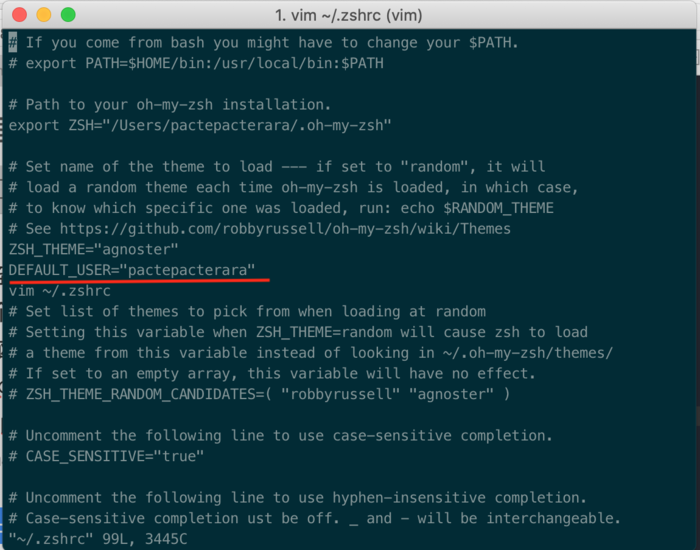 1. vim ~/.zshrc (vim)
# If you come from bash you might have to change your $PATH.
# export PATH=$HOME/bin:/usr/local/bin:$PATH
# Path to your oh-my-zsh installation.
export ZSH="/Users/pactepacterara/.oh-my-zsh"
# Set name of the theme to load --- if set to "random", it will
# load a random theme each time oh-my-zsh is loaded, in which case,
# to know which specific one was loaded, run: echo $RANDOM_THEME
# See https://github.com/robbyrussell/oh-my-zsh/wiki/Themes
ZSH_THEME="agnoster"
DEFAULT_USER="pactepacterara"
vim ~/.zshrc
# Set list of themes to pick from when loading at random
# Setting this variable when ZSH_THEME=random will cause zsh to load
# a theme from this variable instead of looking in ~/.oh-my-zsh/themes/
# If set to an empty array, this variable will have no effect.
# ZSH_THEME_RANDOM_CANDIDATES=( "robbyrussell" "agnoster" )
# Uncomment the following line to use case-sensitive completion.
# CASE_SENSITIVE="true"
# Uncomment the following line to use hyphen-insensitive completion.
# Case-sensitive completion ust be off. _ and - will be interchangeable.
"~/.zshrc" 99L, 3445C